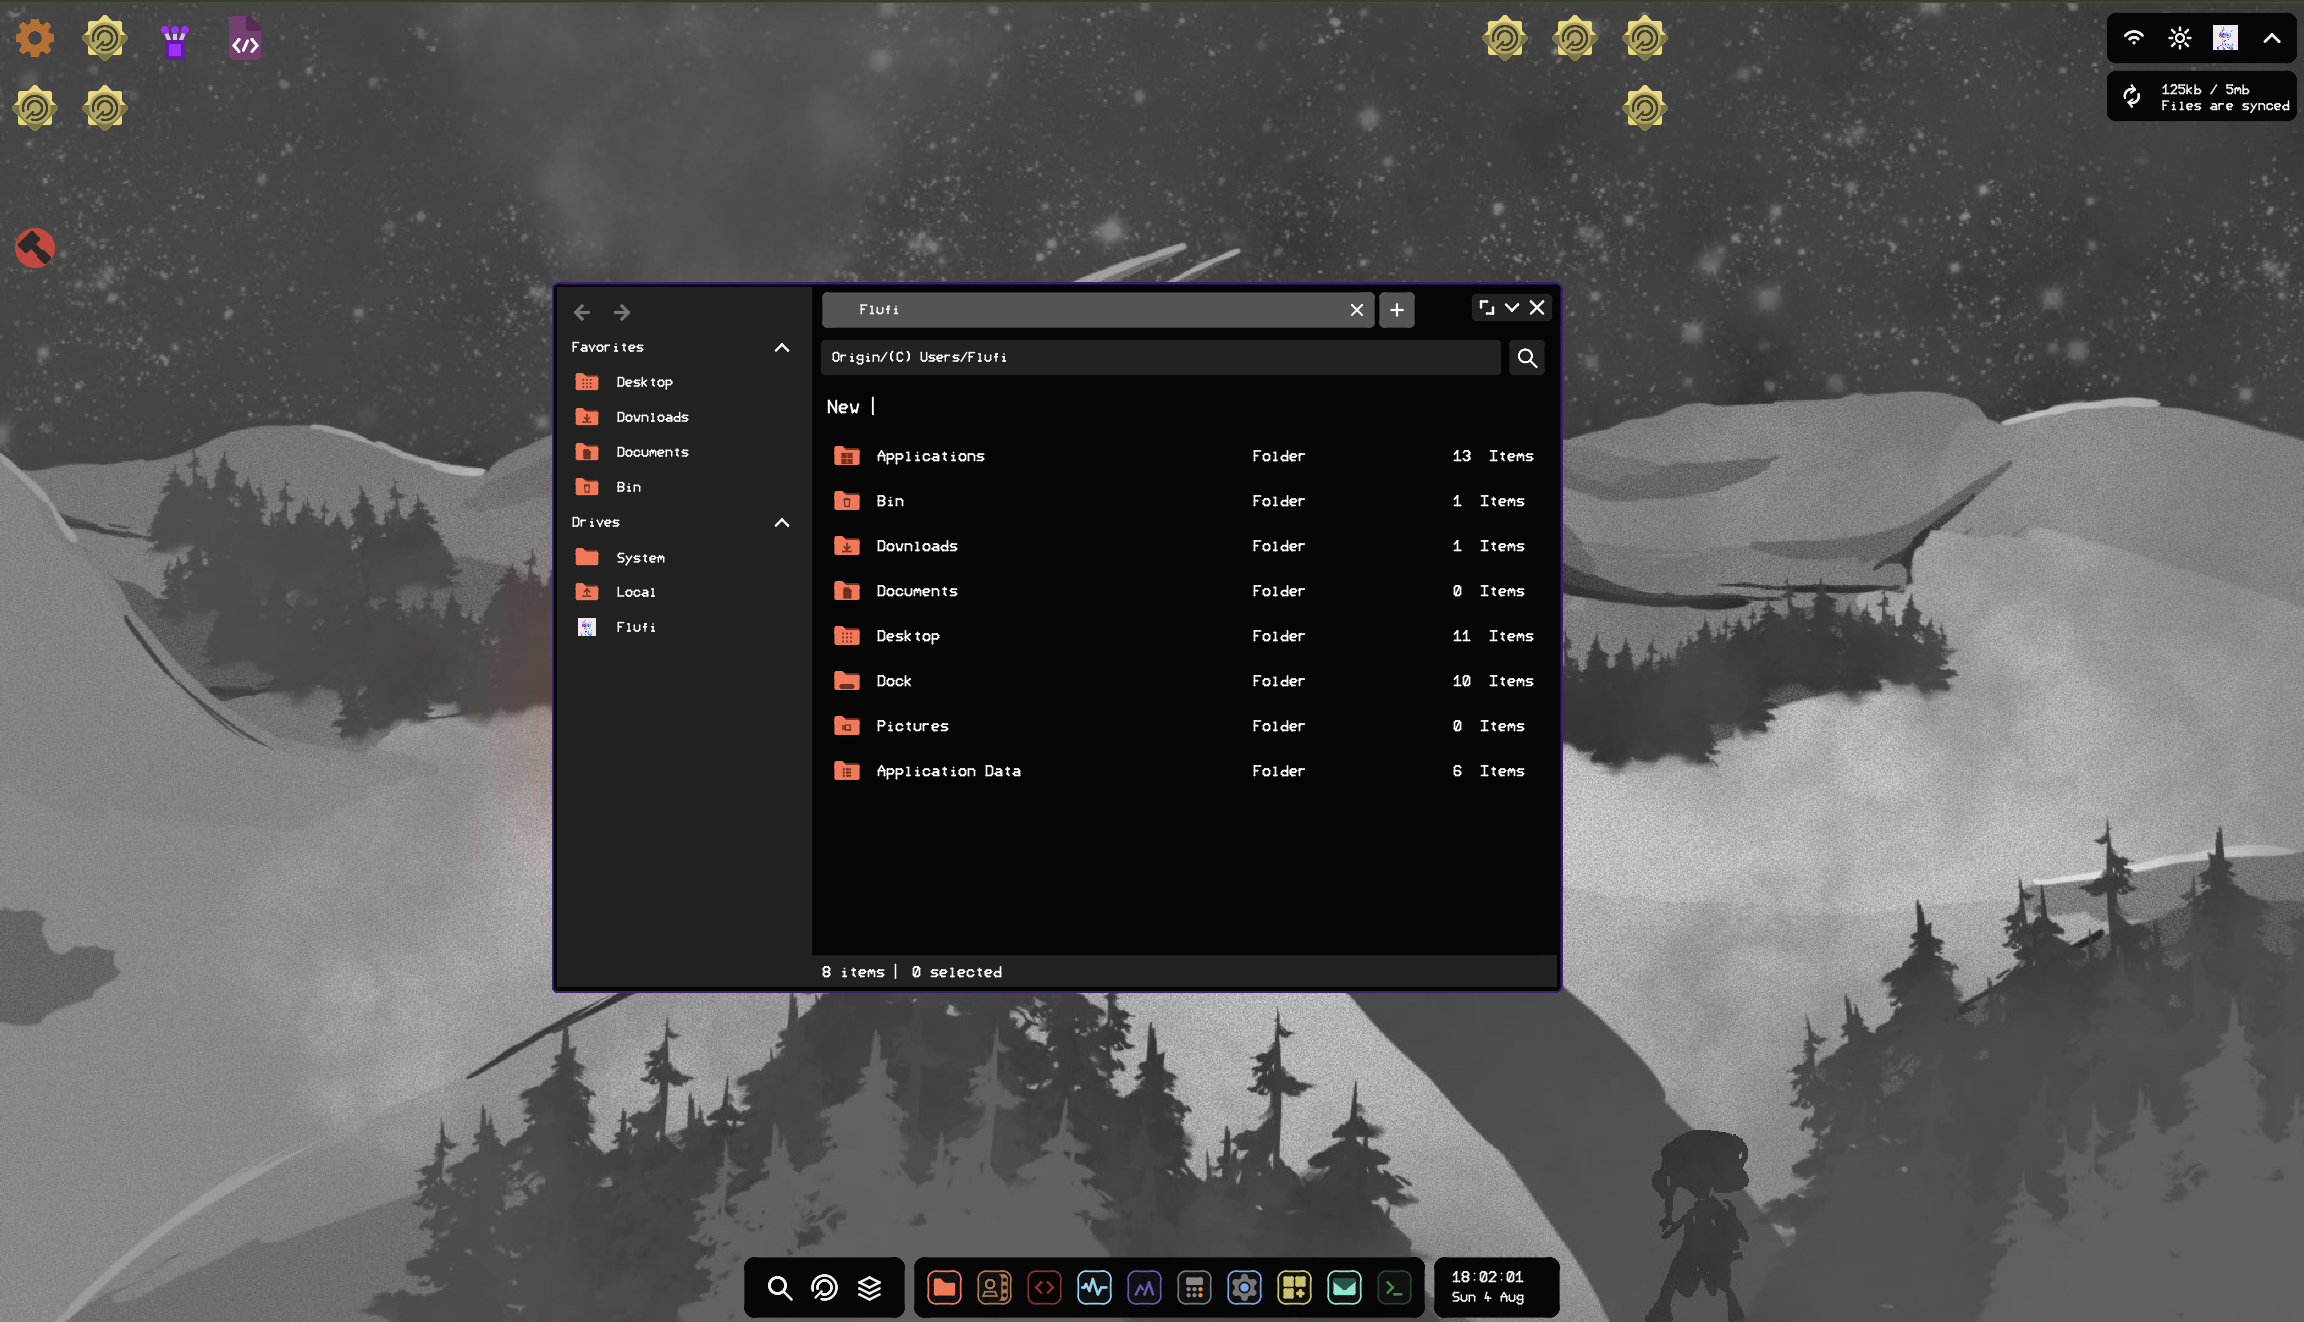 125kb / 5mb
Files are synced
Flufi
Favorites
Origin/(C) Users/Flufi
Desktop
New |
Downloads
Documents
Bin
Drives
System
Local
Flufi
Applications Folder 13 Items
Bin Folder 1 Items
Downloads Folder 1 Items
Documents Folder 0 Items
Desktop Folder 11 Items
Dock Folder 10 Items
Pictures Folder 0 Items
Application Data Folder 6 Items
8 items | 0 selected
18:02:01
Sun 4 Aug